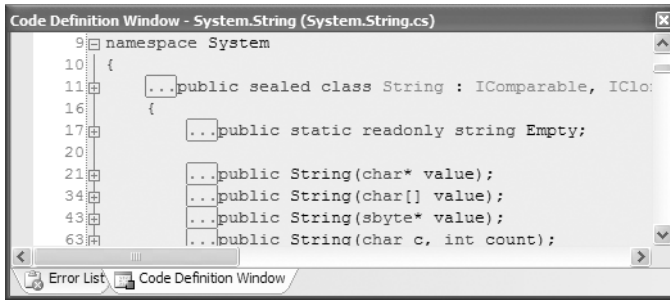 Code Definition Window - System.String (System.String.cs)
9 namespace System
10 {
11 ...public sealed class String : IComparable, IClo
16 {
17 ...public static readonly string Empty;
20
21 ...public String(char* value);
34 ...public String(char[] value);
43 ...public String(sbyte* value);
63 ...public String(char c, int count);
Error List Code Definition Window